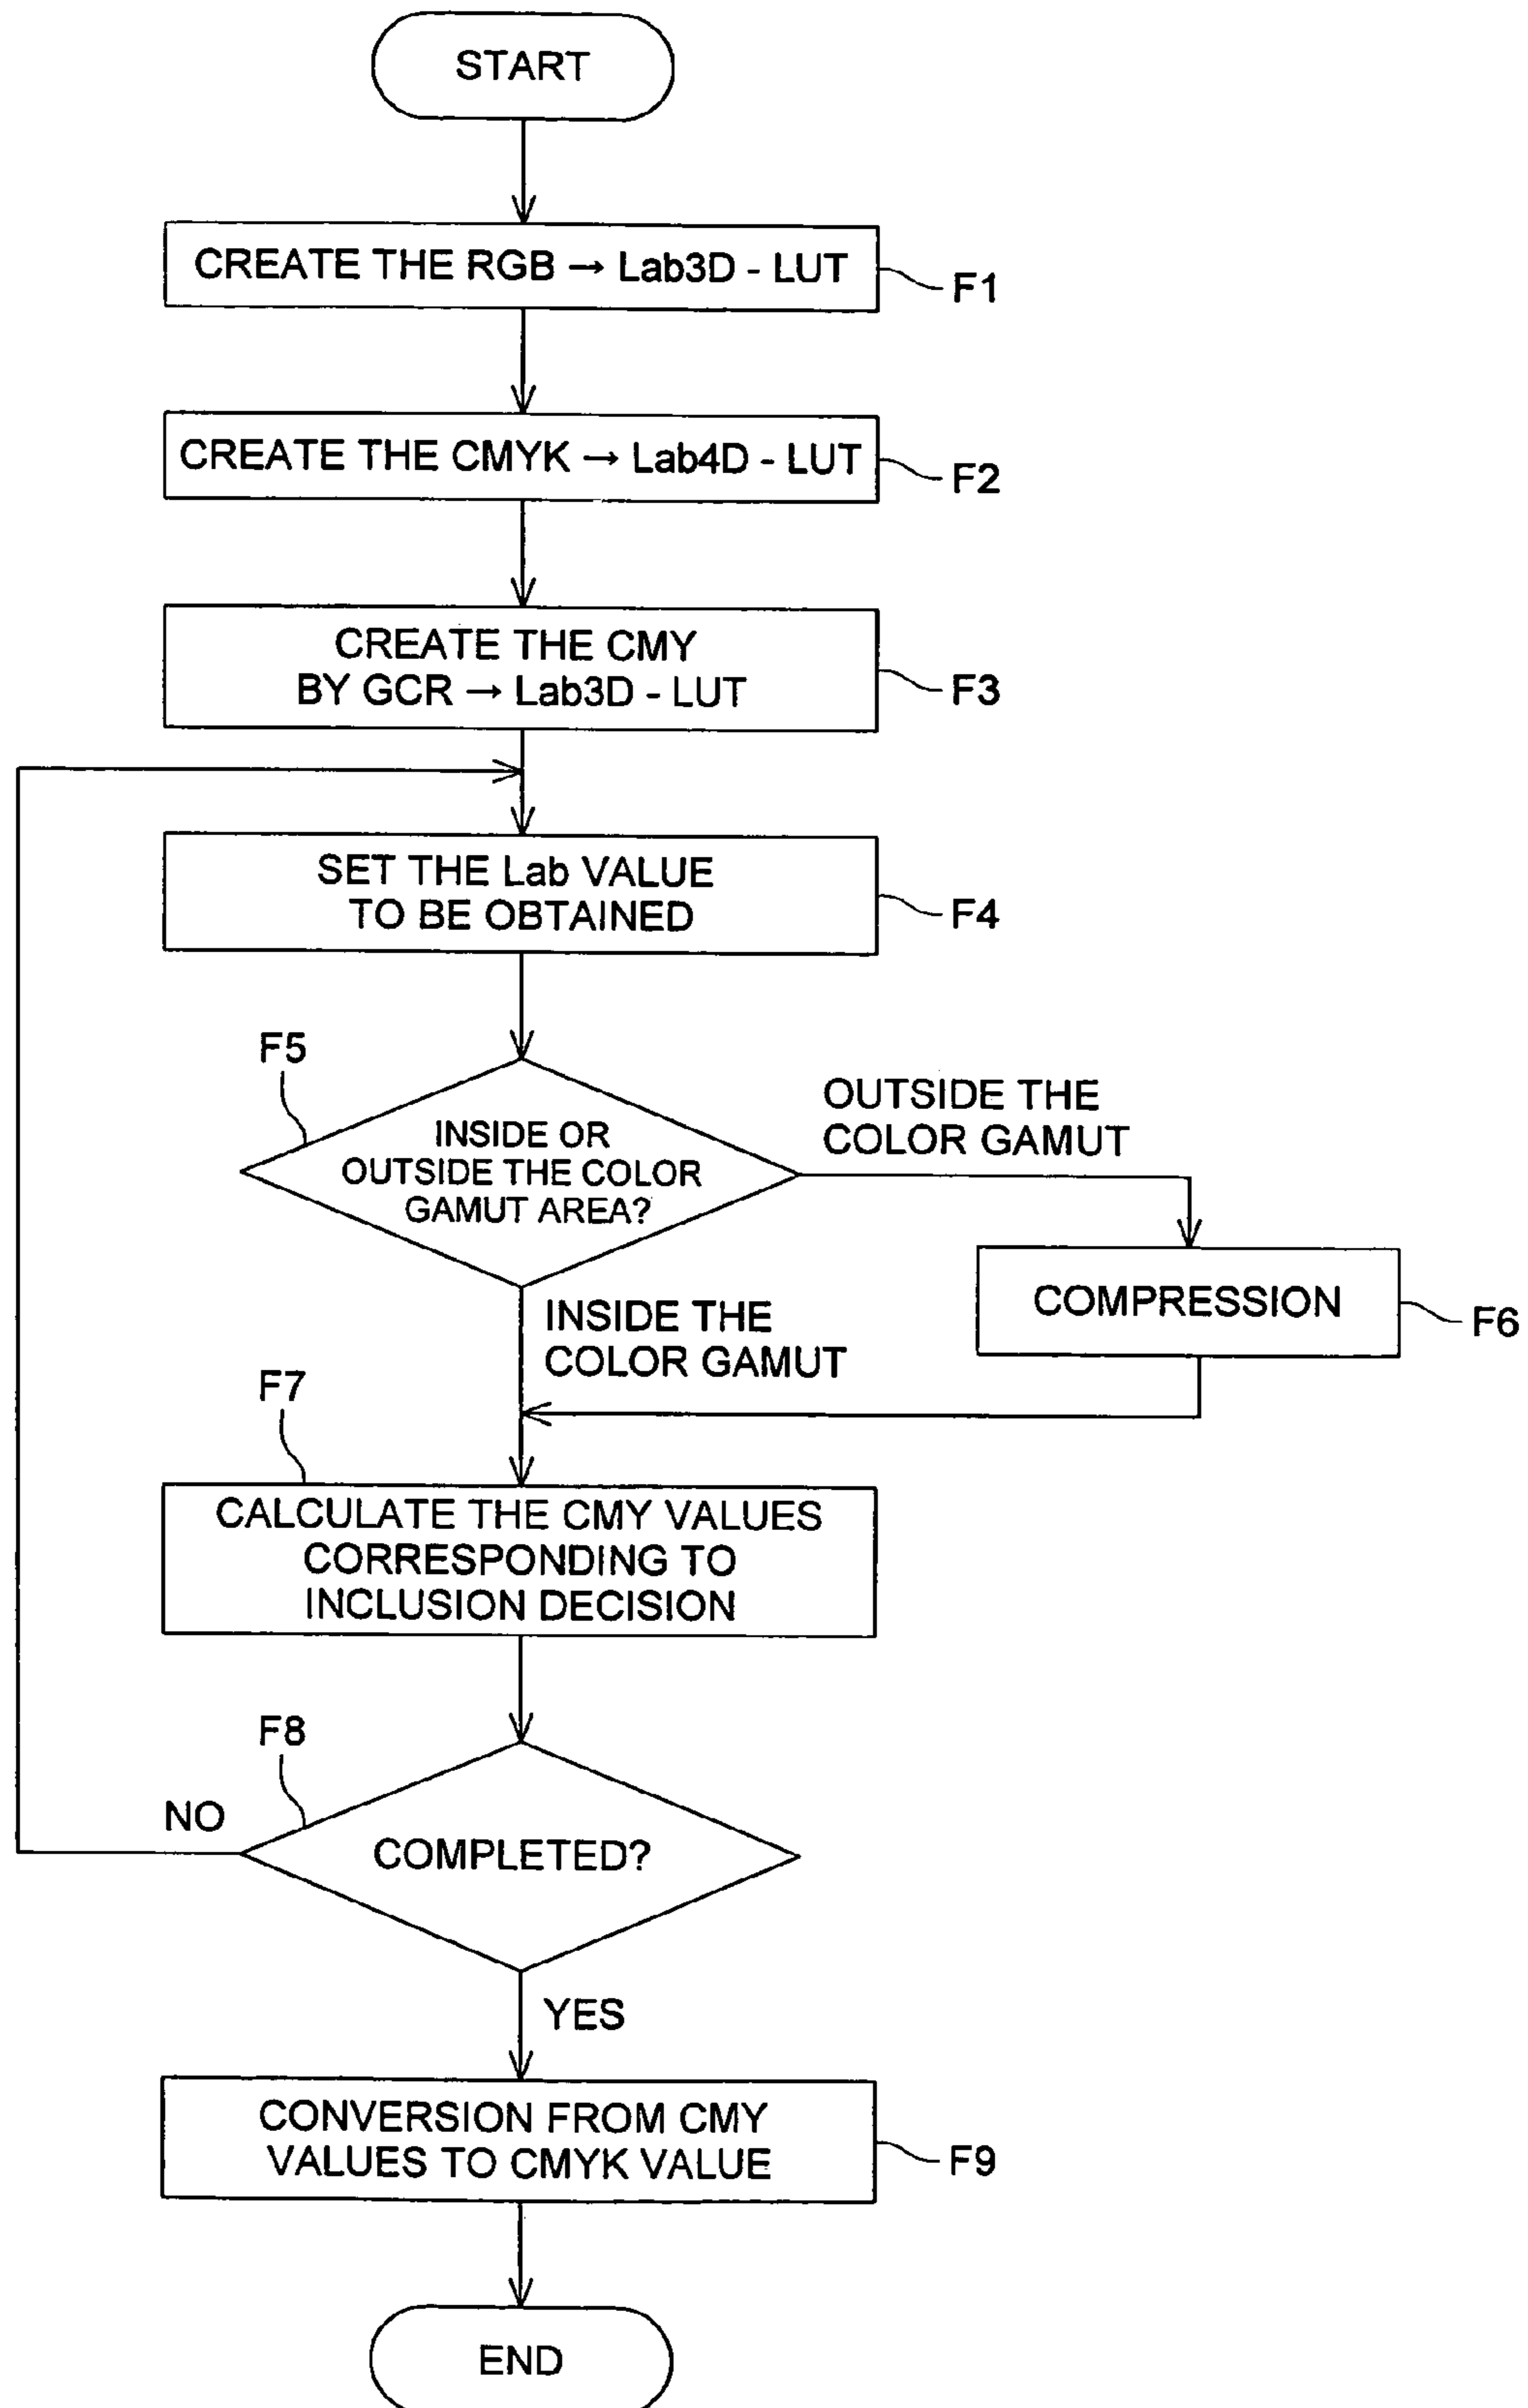 START
CREATE THE RGB → Lab3D - LUT
F1
CREATE THE CMYK → Lab4D - LUT
F2
CREATE THE CMY
BY GCR → Lab3D - LUT
F3
SET THE Lab VALUE
TO BE OBTAINED
F4
F5
INSIDE OR
OUTSIDE THE COLOR
GAMUT AREA?
OUTSIDE THE
COLOR GAMUT
COMPRESSION
F6
INSIDE THE
COLOR GAMUT
F7
CALCULATE THE CMY VALUES
CORRESPONDING TO
INCLUSION DECISION
F8
NO
COMPLETED?
YES
CONVERSION FROM CMY
VALUES TO CMYK VALUE
F9
END